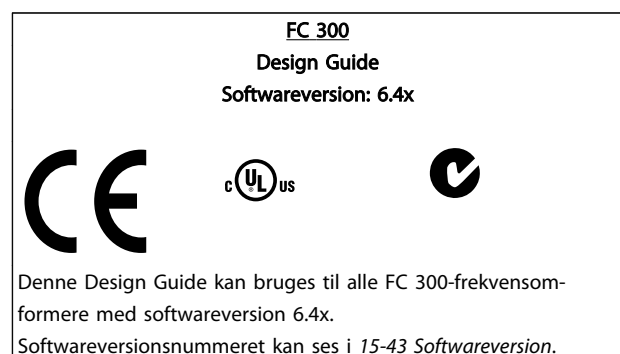 FC 300
Design Guide
Softwareversion: 6.4x
CE
c UL ® US
Denne Design Guide kan bruges til alle FC 300-frekvensom-
formere med softwareversion 6.4x.
Softwareversionsnummeret kan ses i 15-43 Softwareversion.